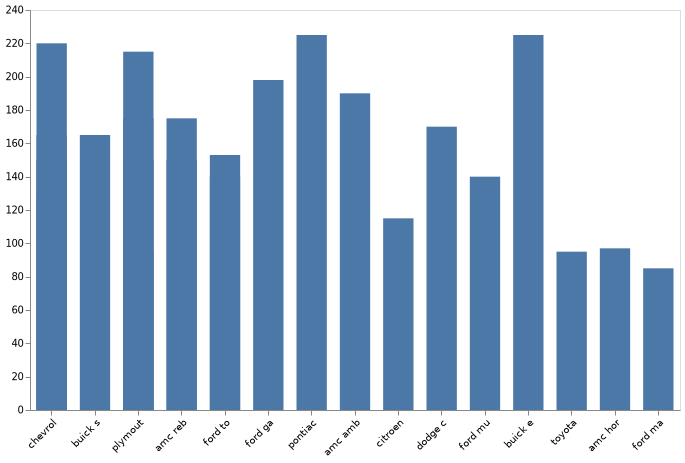 240
220
200
180
160
140
120
100
80
60
40
20
0
chevrol
buick s
plymout
amc reb
ford to
ford ga
pontiac
amc amb
citroen
dodge c
ford mu
buick e
toyota
amc hor
ford ma